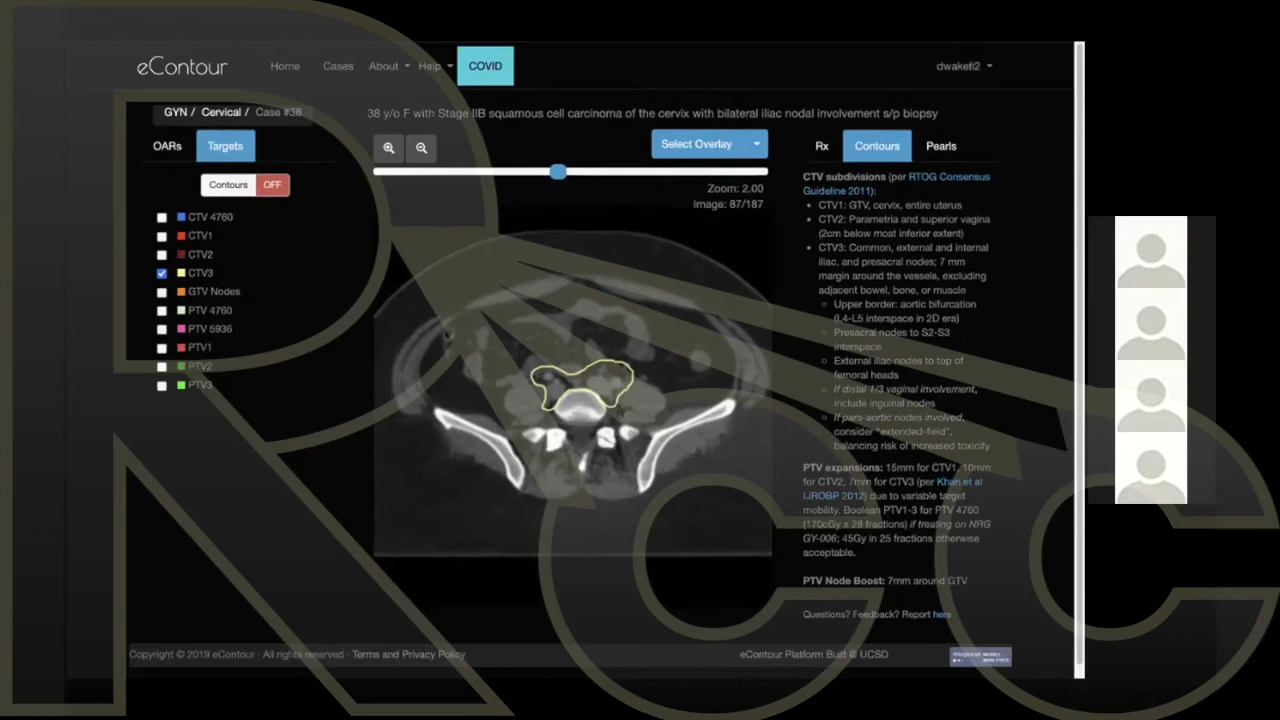 eContour
Home Cases About Help COVID
dwakefi2
GYN / Cervical / Case #38
38 y/o F with Stage IIB squamous cell carcinoma of the cervix with bilateral iliac nodal involvement s/p biopsy
OARs Targets
Contours OFF
CTV 4760
CTV1
CTV2
CTV3
GTV Nodes
PTV 4760
PTV 5936
PTV1
PTV2
PTV3
Select Overlay
Zoom: 2.00
Image: 87/187
Rx Contours Pearls
CTV subdivisions (per RTOG Consensus
Guideline 2011):
CTV1: GTV, cervix, entire uterus
CTV2: Parametria and superior vagina
(2cm below most inferior extent)
CTV3: Common, external and internal
iliac, and presacral nodes; 7 mm
margin around the vessels, excluding
adjacent bowel, bone, or muscle
Upper border: aortic bifurcation
(L4-L5 interspace in 2D era)
Presacral nodes to S2-S3
interspace
External iliac nodes to top of
femoral heads
If distal 1/3 vaginal involvement,
include inguinal nodes
If para-aortic nodes involved,
consider "extended-field",
balancing risk of increased toxicity
PTV expansions: 15mm for CTV1, 10mm
for CTV2, 7mm for CTV3 (per Khan et al
IJROBP 2012) due to variable target
mobility. Boolean PTV1-3 for PTV 4760
(170cGy x 28 fractions) if treating on NRG
GY-006; 45Gy in 25 fractions otherwise
acceptable.
PTV Node Boost: 7mm around GTV
Questions? Feedback? Report here
Copyright © 2019 eContour · All rights reserved · Terms and Privacy Policy
eContour Platform Built @ UCSD
RCC